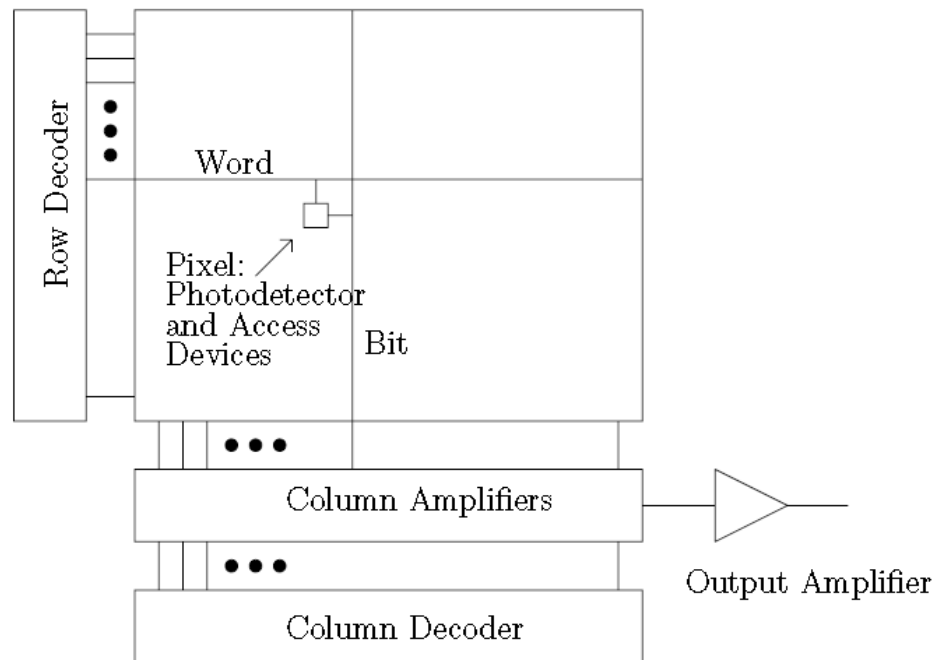 Row Decoder
Word
Pixel:
Photodetector
and Access
Devices
Bit
Column Amplifiers
Output Amplifier
Column Decoder